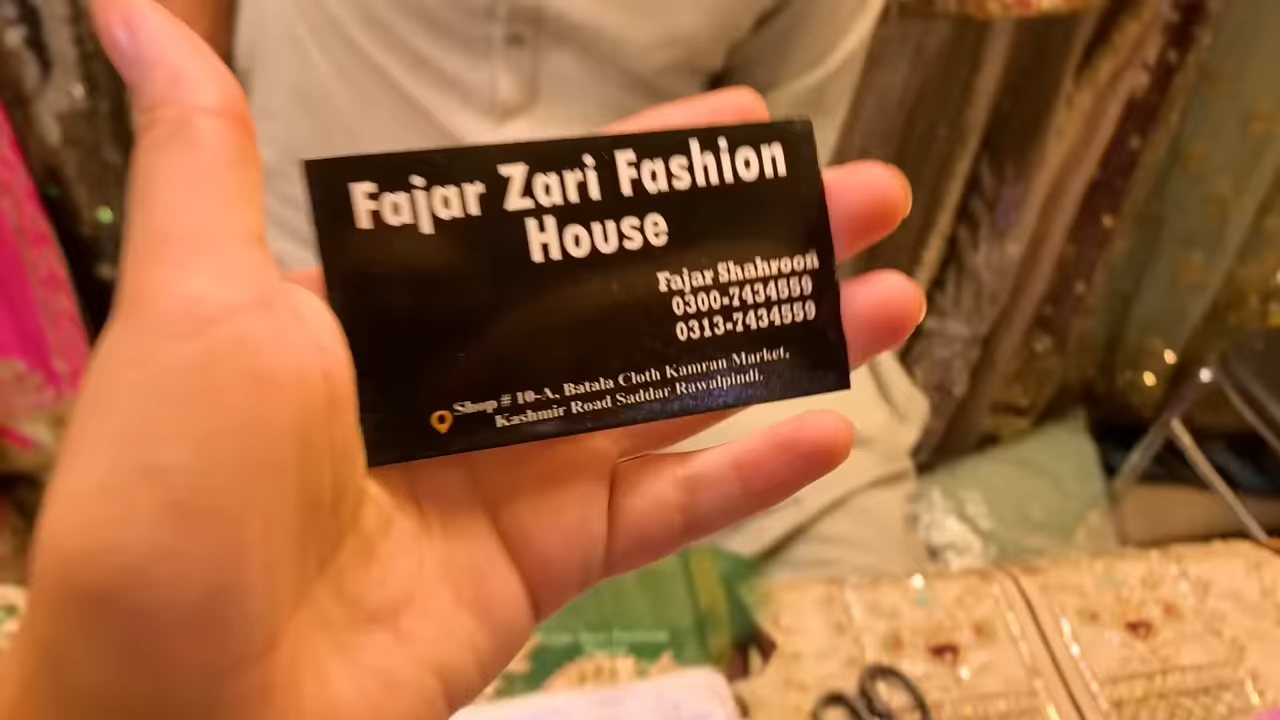 Fajar Zari Fashion
House
Fajar Shahroon
0300-7434559
0313-7434559
Shop # 10-A, Batala Cloth Kamran Market,
Kashmir Road Saddar Rawalpindi.